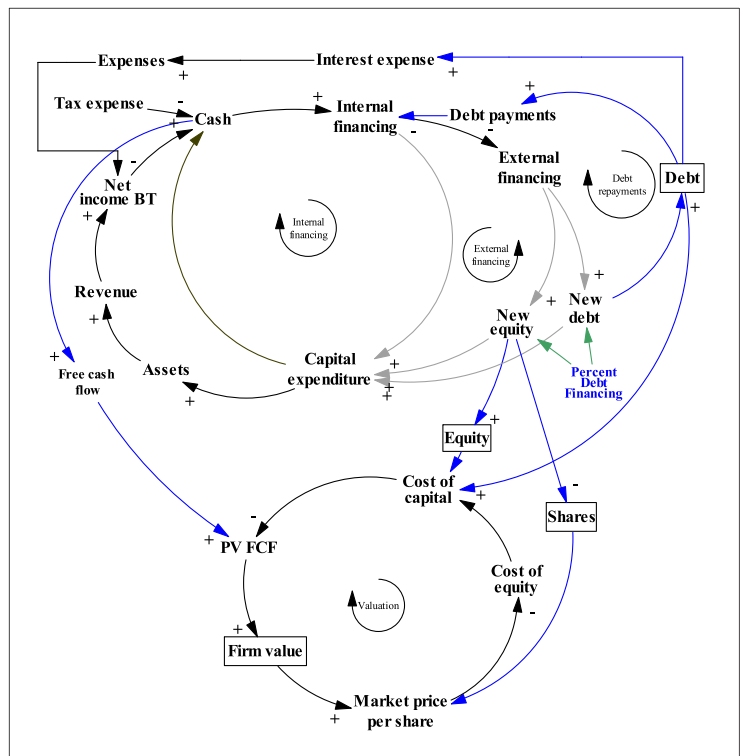 Expenses
Interest expense
+
+
Tax expense
-
Cash
+
+
Internal
financing
-
Debt payments
+
-
External
financing
Debt
repayments
Debt
+
-
Net
income BT
+
Internal
financing
External
financing
Revenue
+
+
New
equity
+
New
debt
+
Free cash
flow
Assets
+
Capital
expenditure
+
+
+
Percent
Debt
Financing
Equity
+
Cost of
capital
+
-
Shares
-
+
PV FCF
Cost of
equity
-
Valuation
+
Firm value
Market price
per share
+